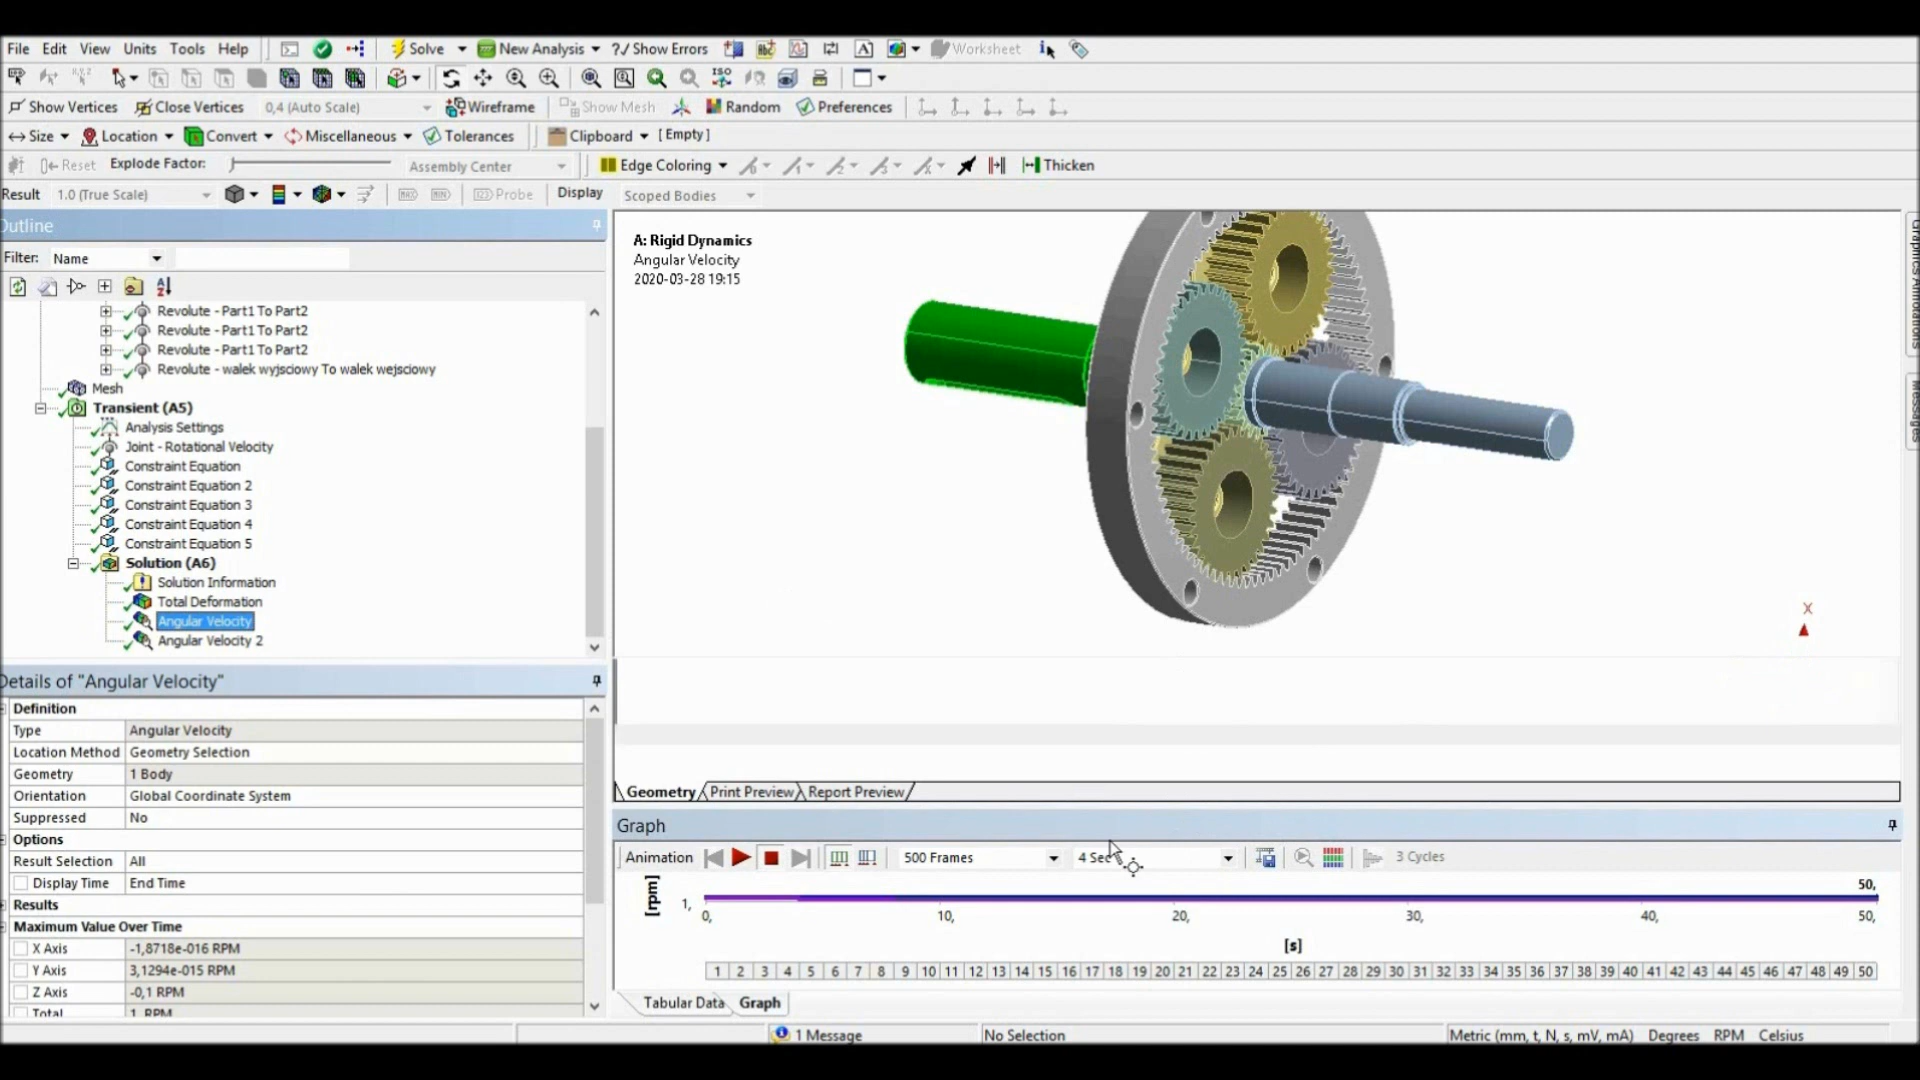 File Edit View Units Tools Help Solve New Analysis ?/ Show Errors Worksheet
ISO
Show Vertices Close Vertices 0,4 (Auto Scale) Wireframe Show Mesh Random Preferences
Size Location Convert Miscellaneous Tolerances Clipboard [ Empty ]
Reset Explode Factor: Assembly Center Edge Coloring Thicken
Result 1.0 (True Scale) MAX MIN Probe Display Scoped Bodies
Outline
Filter: Name
Revolute - Part1 To Part2
Revolute - Part1 To Part2
Revolute - Part1 To Part2
Revolute - walek wyjsciowy To walek wejsciowy
Mesh
Transient (A5)
Analysis Settings
Joint - Rotational Velocity
Constraint Equation
Constraint Equation 2
Constraint Equation 3
Constraint Equation 4
Constraint Equation 5
Solution (A6)
Solution Information
Total Deformation
Angular Velocity
Angular Velocity 2
Details of "Angular Velocity"
Definition
Type Angular Velocity
Location Method Geometry Selection
Geometry 1 Body
Orientation Global Coordinate System
Suppressed No
Options
Result Selection All
Display Time End Time
Results
Maximum Value Over Time
X Axis -1,8718e-016 RPM
Y Axis 3,1294e-015 RPM
Z Axis -0,1 RPM
Total 1, RPM
A: Rigid Dynamics
Angular Velocity
2020-03-28 19:15
X
Geometry Print Preview Report Preview
Graph
Animation 500 Frames 4 Sec 3 Cycles
[rpm]
50,
1,
0, 10, 20, 30, 40, 50,
[s]
1 2 3 4 5 6 7 8 9 10 11 12 13 14 15 16 17 18 19 20 21 22 23 24 25 26 27 28 29 30 31 32 33 34 35 36 37 38 39 40 41 42 43 44 45 46 47 48 49 50
Tabular Data Graph
1 Message No Selection Metric (mm, t, N, s, mV, mA) Degrees RPM Celsius
Graphics Annotations
Messages